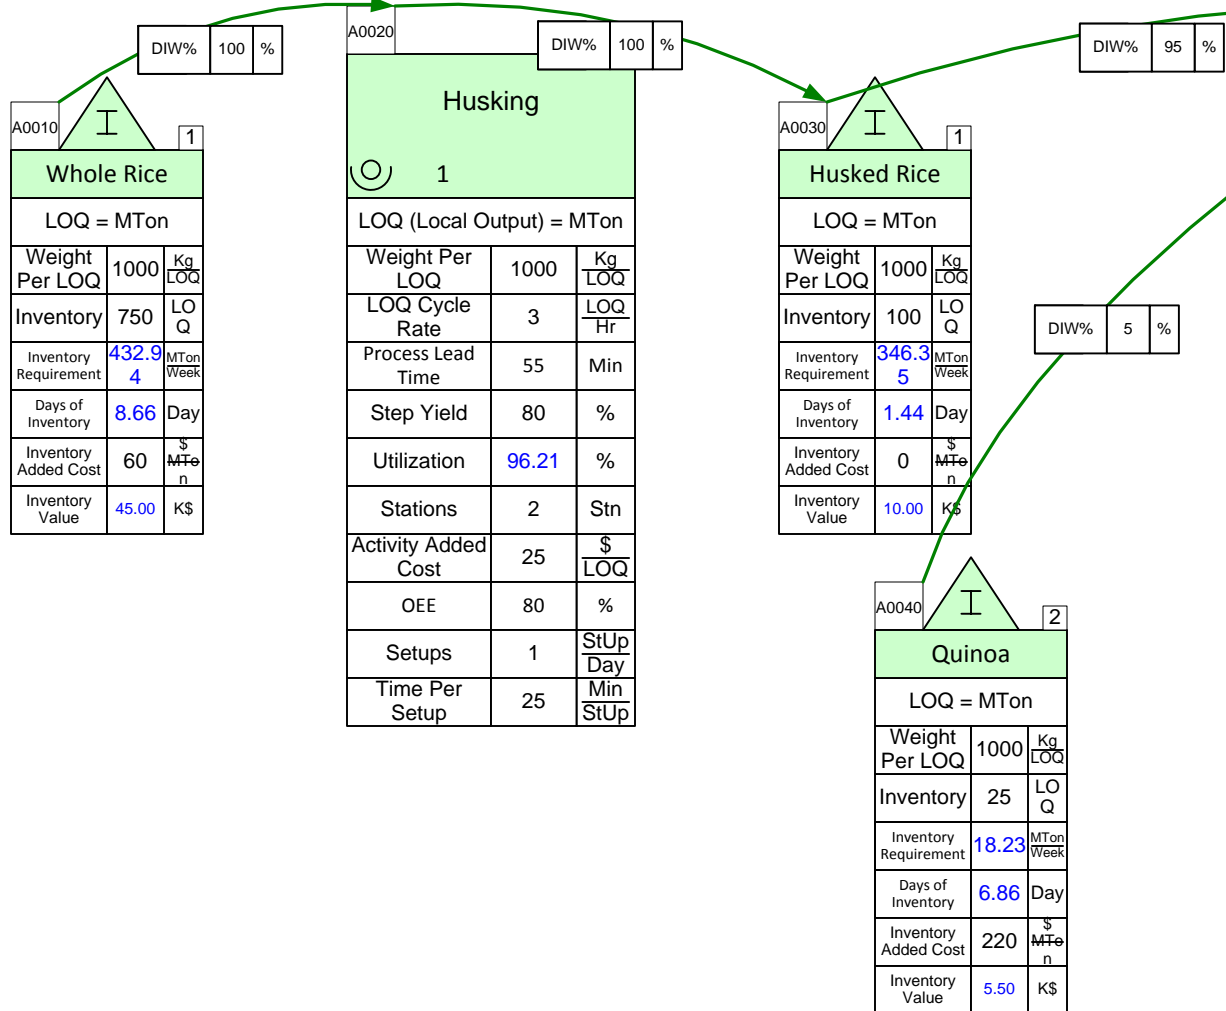 DIW% 100 %
A0010
I
1
Whole Rice
LOQ = MTon
Weight
Per LOQ 1000 Kg
LOQ
Inventory 750 LO
Q
Inventory
Requirement 432.9
4 MTon
Week
Days of
Inventory 8.66 Day
Inventory
Added Cost 60 $
MTo
n
Inventory
Value 45.00 K$
A0020
DIW% 100 %
Husking
1
LOQ (Local Output) = MTon
Weight Per
LOQ 1000 Kg
LOQ
LOQ Cycle
Rate 3 LOQ
Hr
Process Lead
Time 55 Min
Step Yield 80 %
Utilization 96.21 %
Stations 2 Stn
Activity Added
Cost 25 $
LOQ
OEE 80 %
Setups 1 StUp
Day
Time Per
Setup 25 Min
StUp
DIW% 95 %
A0030
I
1
Husked Rice
LOQ = MTon
Weight
Per LOQ 1000 Kg
LOQ
Inventory 100 LO
Q
Inventory
Requirement 346.3
5 MTon
Week
Days of
Inventory 1.44 Day
Inventory
Added Cost 0 $
MTo
n
Inventory
Value 10.00 K$
DIW% 5 %
A0040
I
2
Quinoa
LOQ = MTon
Weight
Per LOQ 1000 Kg
LOQ
Inventory 25 LO
Q
Inventory
Requirement 18.23 MTon
Week
Days of
Inventory 6.86 Day
Inventory
Added Cost 220 $
MTo
n
Inventory
Value 5.50 K$